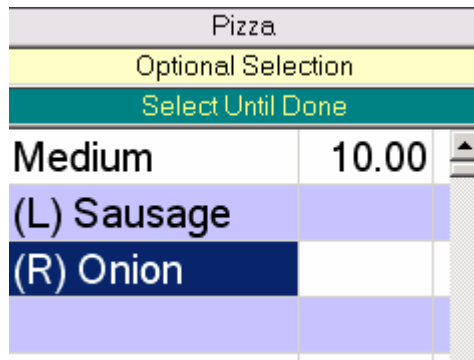 Pizza
Optional Selection
Select Until Done
Medium 10.00
(L) Sausage
(R) Onion